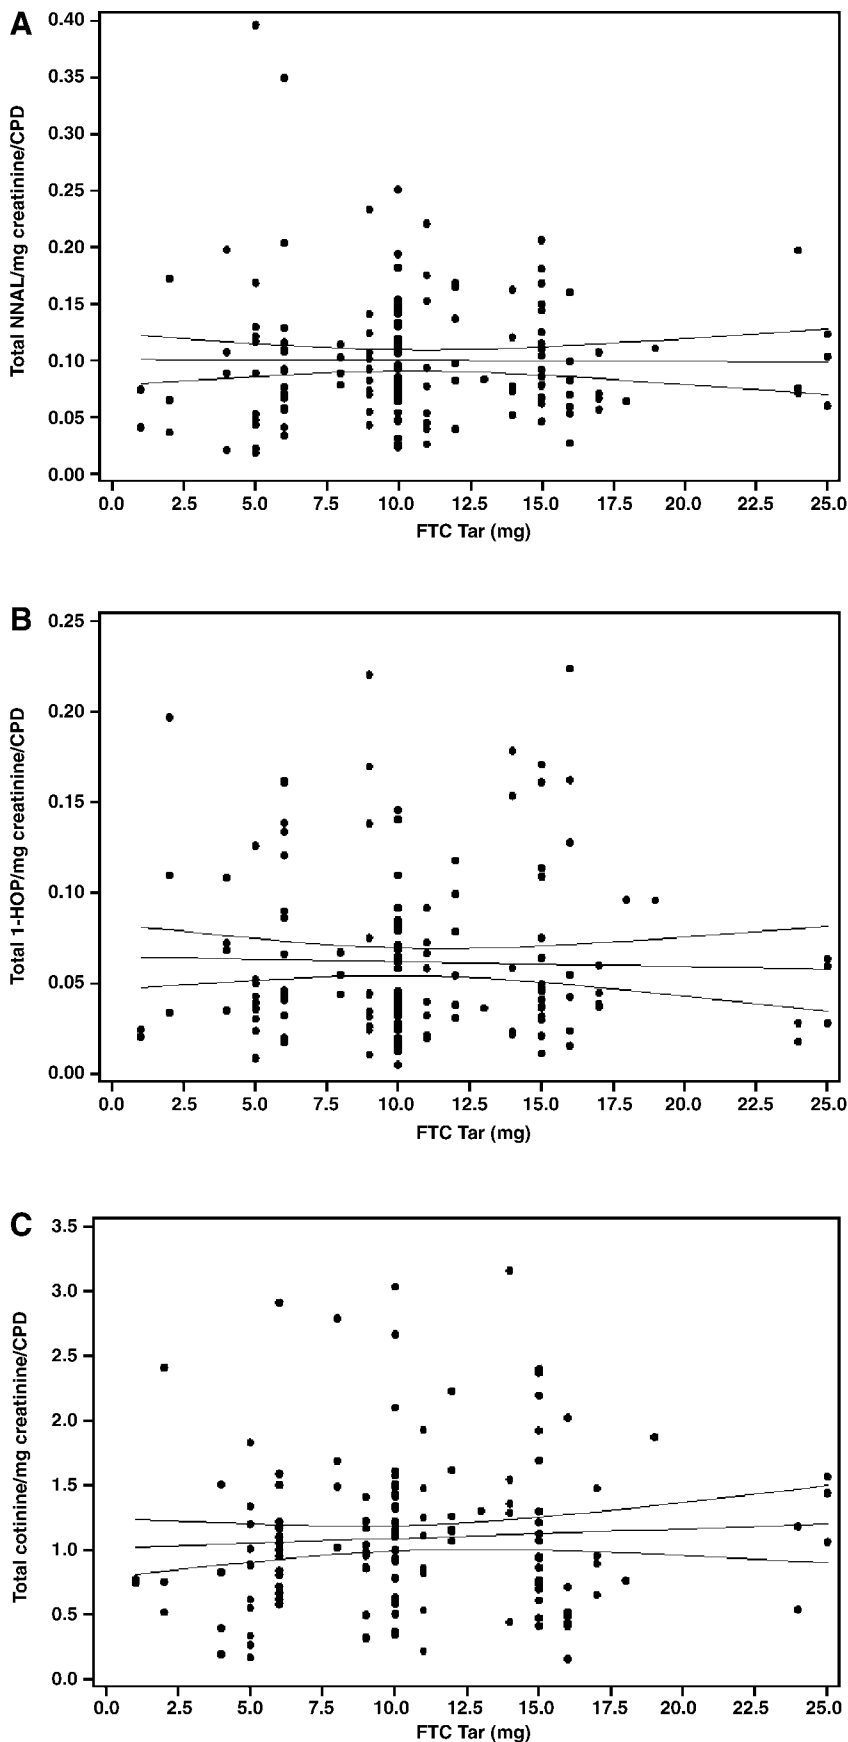 A
Total NNAL/mg creatinine/CPD
0.40
0.35
0.30
0.25
0.20
0.15
0.10
0.05
0.00
0.0 2.5 5.0 7.5 10.0 12.5 15.0 17.5 20.0 22.5 25.0
FTC Tar (mg)
B
Total 1-HOP/mg creatinine/CPD
0.25
0.20
0.15
0.10
0.05
0.00
0.0 2.5 5.0 7.5 10.0 12.5 15.0 17.5 20.0 22.5 25.0
FTC Tar (mg)
C
Total cotinine/mg creatinine/CPD
3.5
3.0
2.5
2.0
1.5
1.0
0.5
0.0
0.0 2.5 5.0 7.5 10.0 12.5 15.0 17.5 20.0 22.5 25.0
FTC Tar (mg)